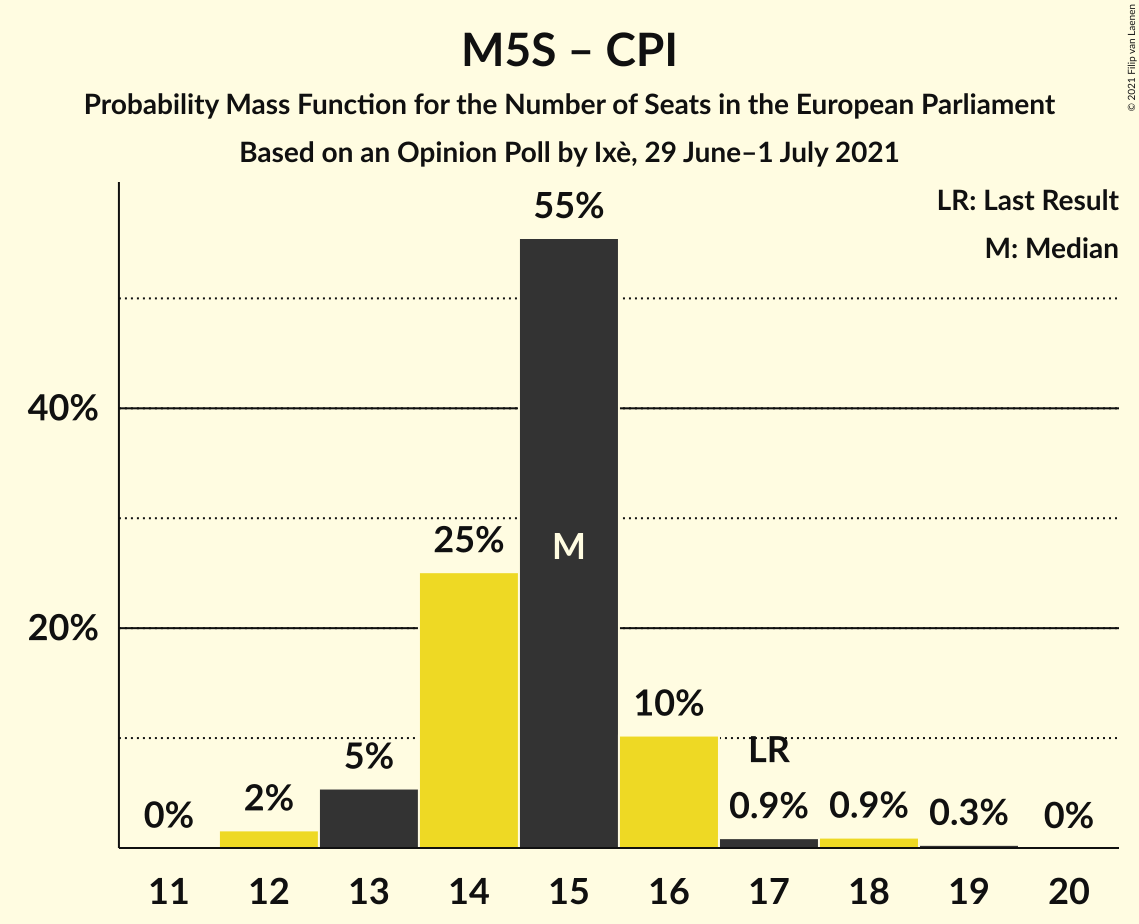 M5S – CPI
Probability Mass Function for the Number of Seats in the European Parliament
Based on an Opinion Poll by Ixè, 29 June–1 July 2021
© 2021 Filip van Laenen
LR: Last Result
M: Median
55%
40%
25%
M
20%
10%
5%
LR
0%
2%
0.9%
0.9%
0.3%
0%
11
12
13
14
15
16
17
18
19
20